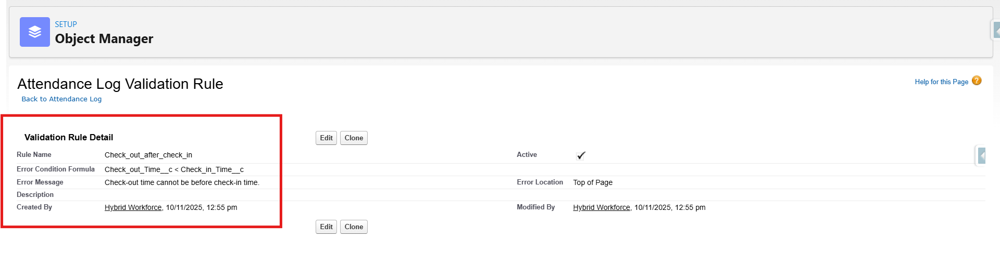 SETUP
Object Manager
Attendance Log Validation Rule
Help for this Page ?
Back to Attendance Log
Validation Rule Detail
Edit Clone
Rule Name Check_out_after_check_in Active
Error Condition Formula Check_out_Time__c < Check_in_Time__c
Error Message Check-out time cannot be before check-in time. Error Location Top of Page
Description
Created By Hybrid Workforce, 10/11/2025, 12:55 pm Modified By Hybrid Workforce, 10/11/2025, 12:55 pm
Edit Clone